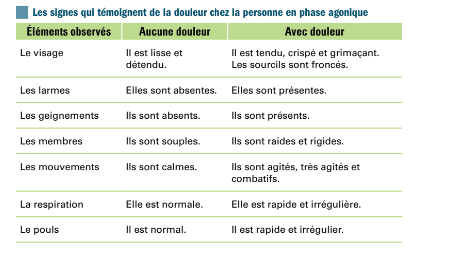 Les signes qui témoignent de la douleur chez la personne en phase agonique
Éléments observés Aucune douleur Avec douleur
Le visage Il est lisse et détendu. Il est tendu, crispé et grimaçant. Les sourcils sont froncés.
Les larmes Elles sont absentes. Elles sont présentes.
Les geignements Ils sont absents. Ils sont présents.
Les membres Ils sont souples. Ils sont raides et rigides.
Les mouvements Ils sont calmes. Ils sont agités, très agités et combatifs.
La respiration Elle est normale. Elle est rapide et irrégulière.
Le pouls Il est normal. Il est rapide et irrégulier.